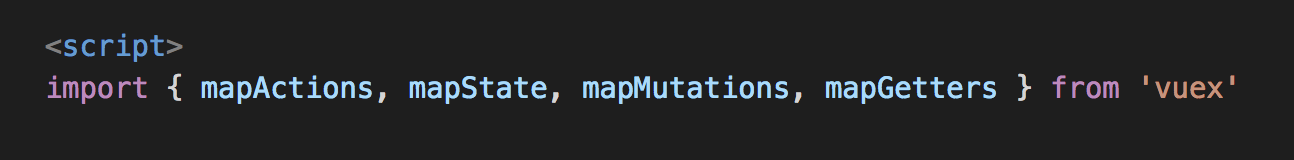 <script>
import { mapActions, mapState, mapMutations, mapGetters } from 'vuex'